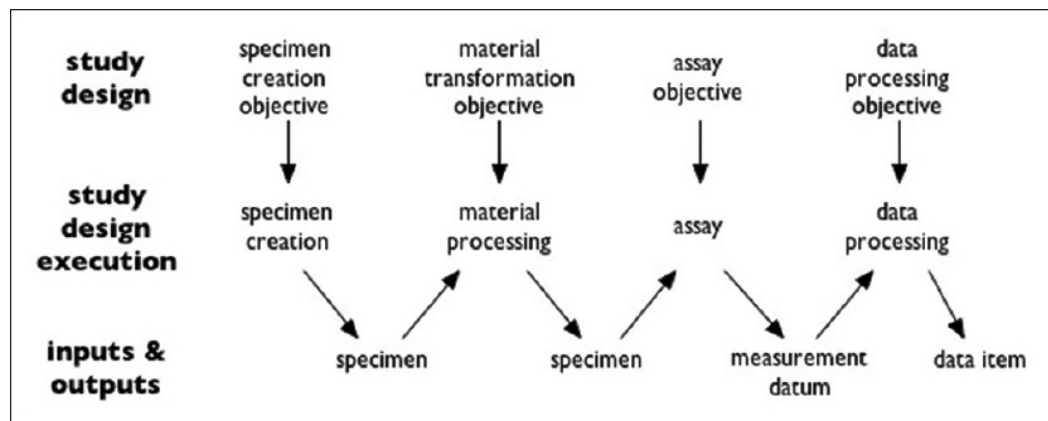 study
design
specimen
creation
objective
material
transformation
objective
assay
objective
data
processing
objective
study
design
execution
specimen
creation
material
processing
assay
data
processing
inputs &
outputs
specimen
specimen
measurement
datum
data item